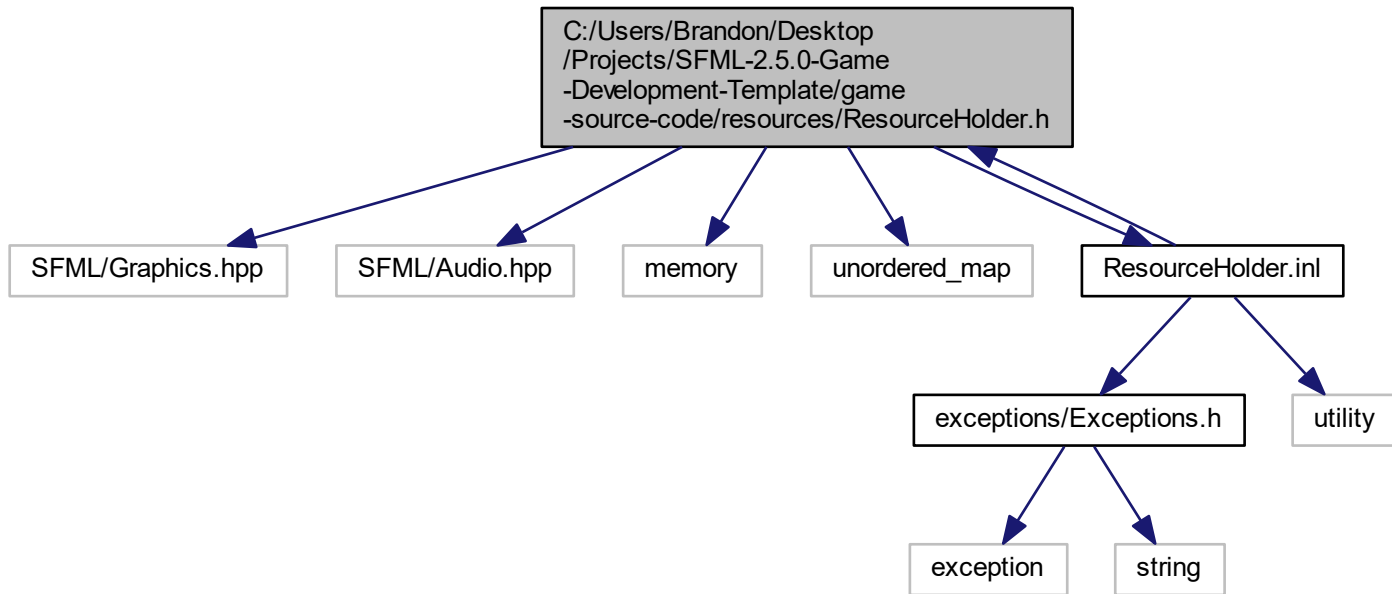 C:/Users/Brandon/Desktop
/Projects/SFML-2.5.0-Game
-Development-Template/game
-source-code/resources/ResourceHolder.h
SFML/Graphics.hpp
SFML/Audio.hpp
memory
unordered_map
ResourceHolder.inl
exceptions/Exceptions.h
utility
exception
string